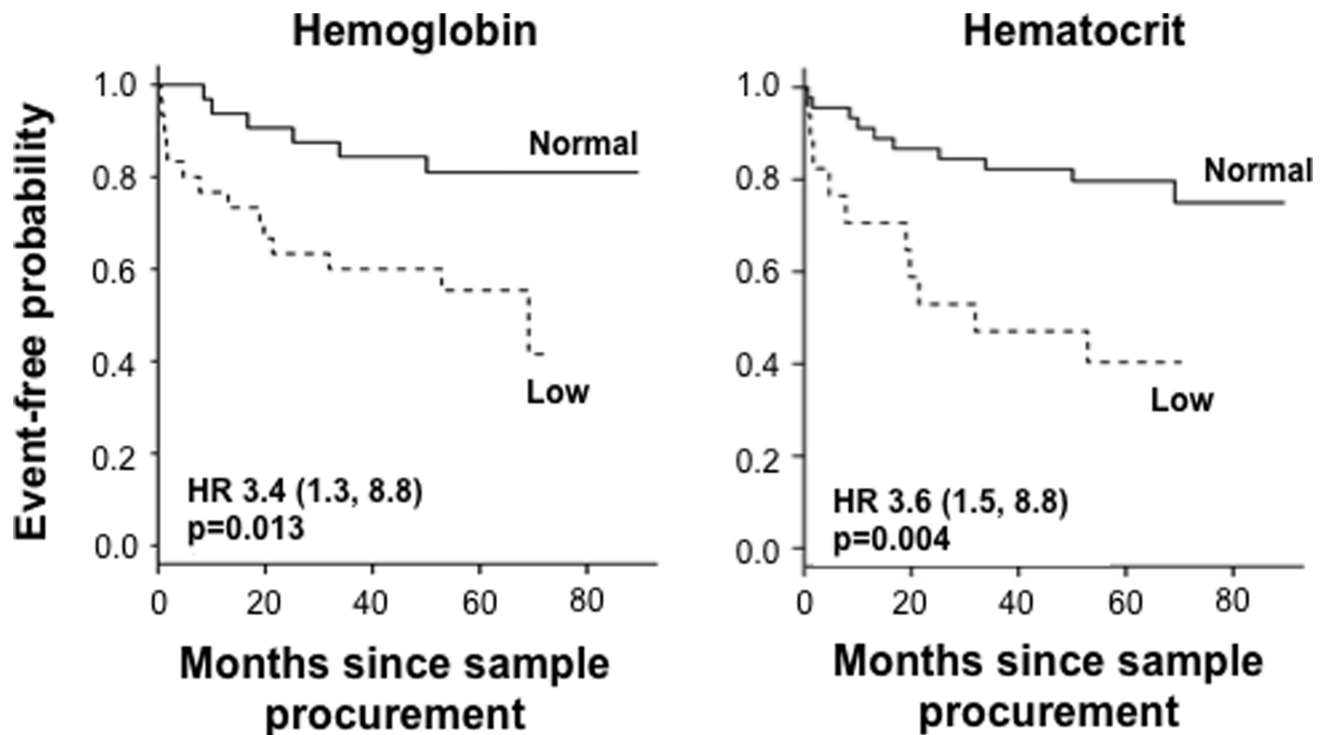 Hemoglobin
Event-free probability
1.0
0.8
0.6
0.4
0.2
0.0
Normal
Low
HR 3.4 (1.3, 8.8)
p=0.013
0 20 40 60 80
Months since sample
procurement
Hematocrit
1.0
0.8
0.6
0.4
0.2
0.0
Normal
Low
HR 3.6 (1.5, 8.8)
p=0.004
0 20 40 60 80
Months since sample
procurement